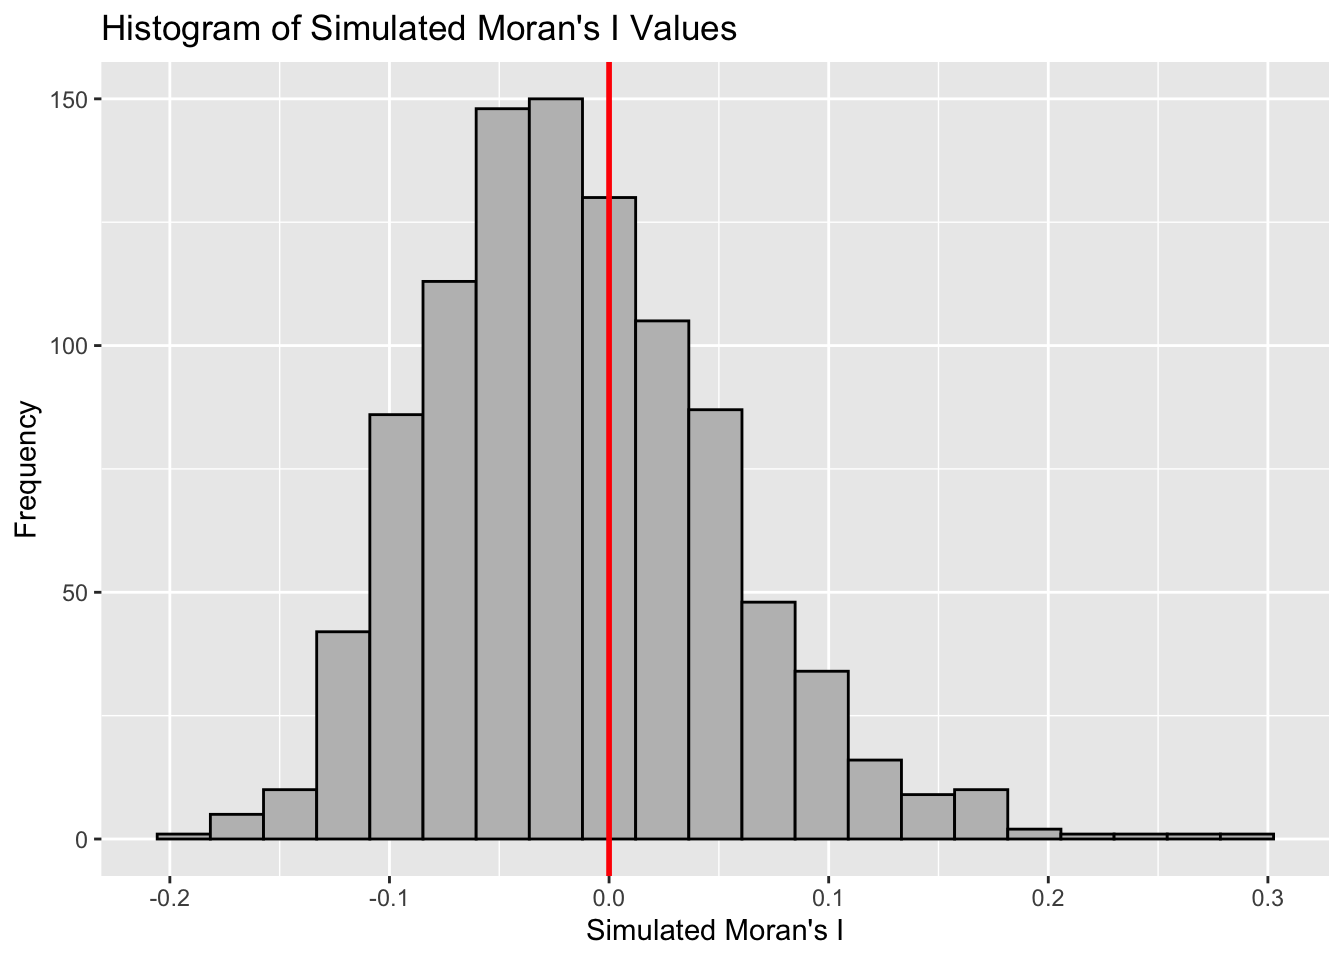 Histogram of Simulated Moran's I Values
Frequency
150
100
50
0
-0.2 -0.1 0.0 0.1 0.2 0.3
Simulated Moran's I